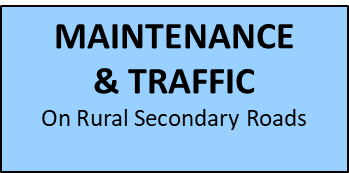 MAINTENANCE
& TRAFFIC
On Rural Secondary Roads